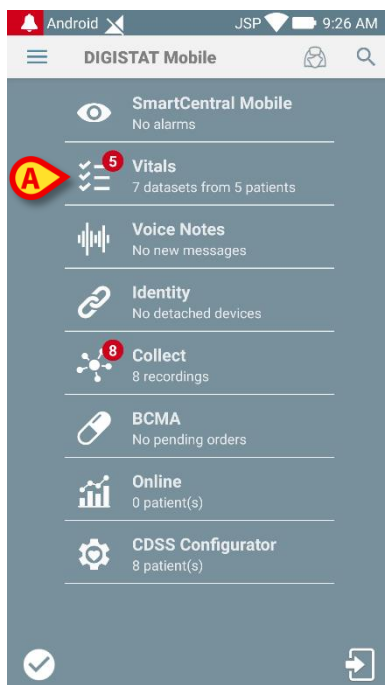 Android JSP 9:26 AM
DIGISTAT Mobile
SmartCentral Mobile
No alarms
A
5
Vitals
7 datasets from 5 patients
Voice Notes
No new messages
Identity
No detached devices
8
Collect
8 recordings
BCMA
No pending orders
Online
0 patient(s)
CDSS Configurator
8 patient(s)